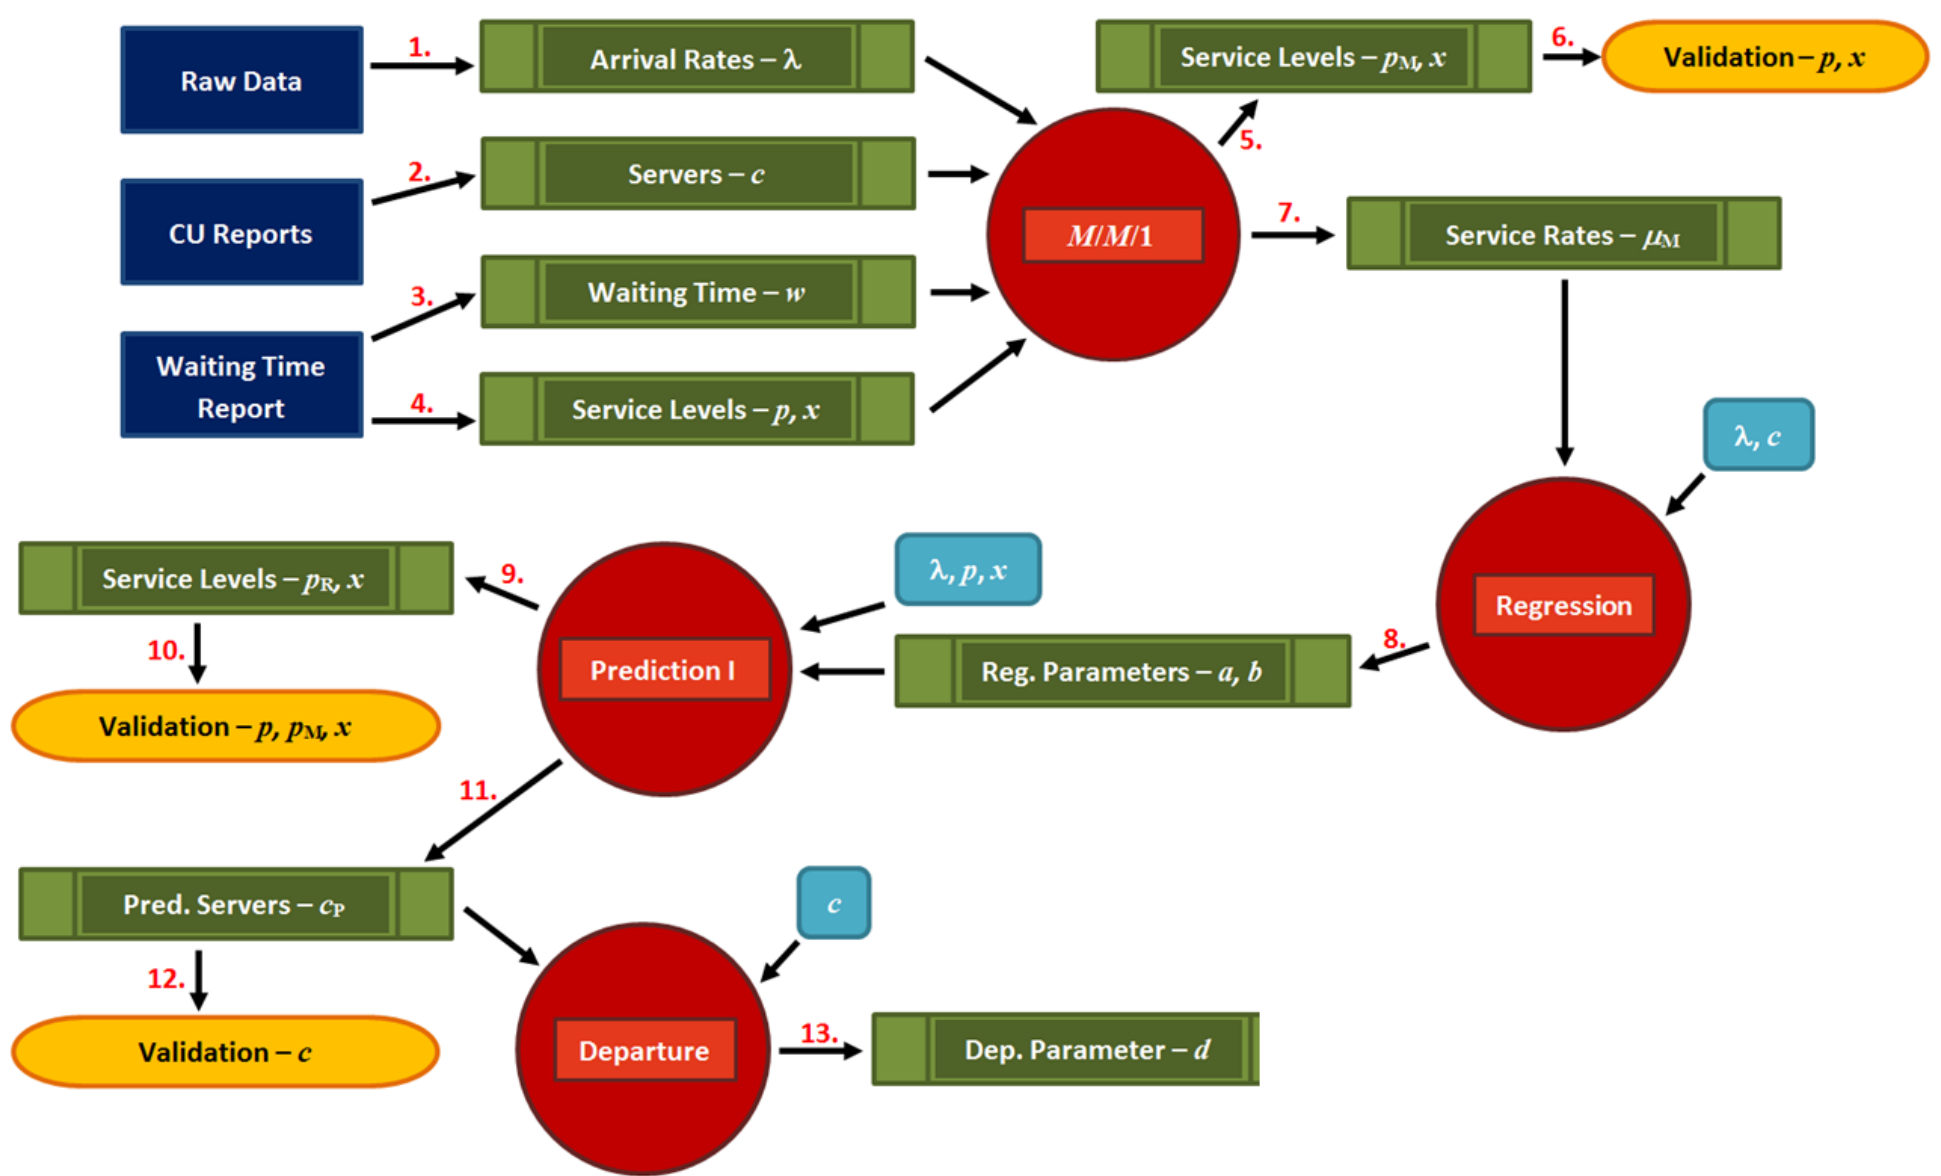 Raw Data
1.
Arrival Rates – λ
Service Levels – pM, x
6.
Validation – p, x
5.
CU Reports
2.
Servers – c
M/M/1
7.
Service Rates – μM
Waiting Time
Report
3.
Waiting Time – w
4.
Service Levels – p, x
λ, c
Regression
8.
Reg. Parameters – a, b
λ, p, x
Prediction I
9.
Service Levels – pR, x
10.
Validation – p, pM, x
11.
Pred. Servers – cP
12.
Validation – c
c
Departure
13.
Dep. Parameter – d